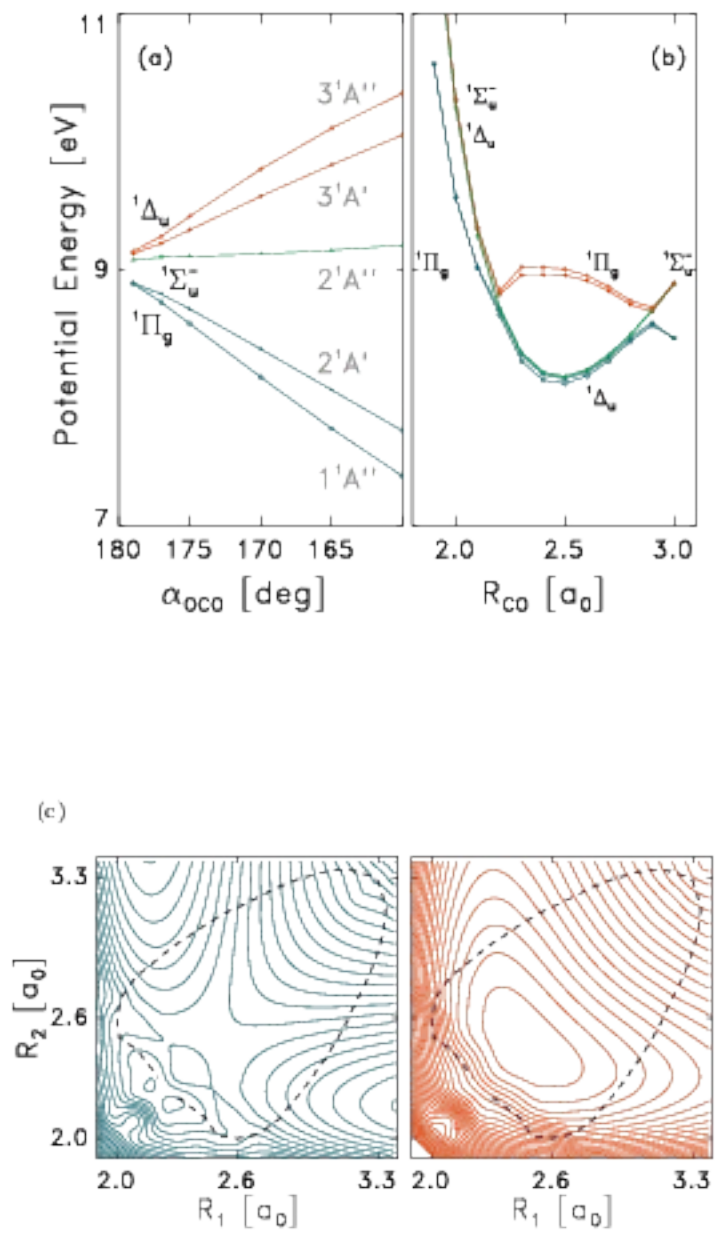 11
(a)
(b)
3¹A''
¹Σᵤ⁻
¹Δᵤ
3¹A'
¹Δᵤ
Potential Energy [eV]
9
2¹A''
¹Πg
¹Πg
¹Σᵤ⁻
¹Σᵤ⁻
¹Πg
2¹A'
¹Δᵤ
1¹A''
7
180 175 170 165
2.0 2.5 3.0
α_OCO [deg]
R_CO [a₀]
(c)
3.3
R₂ [a₀]
2.6
2.0
2.0 2.6 3.3
2.0 2.6 3.3
R₁ [a₀]
R₁ [a₀]